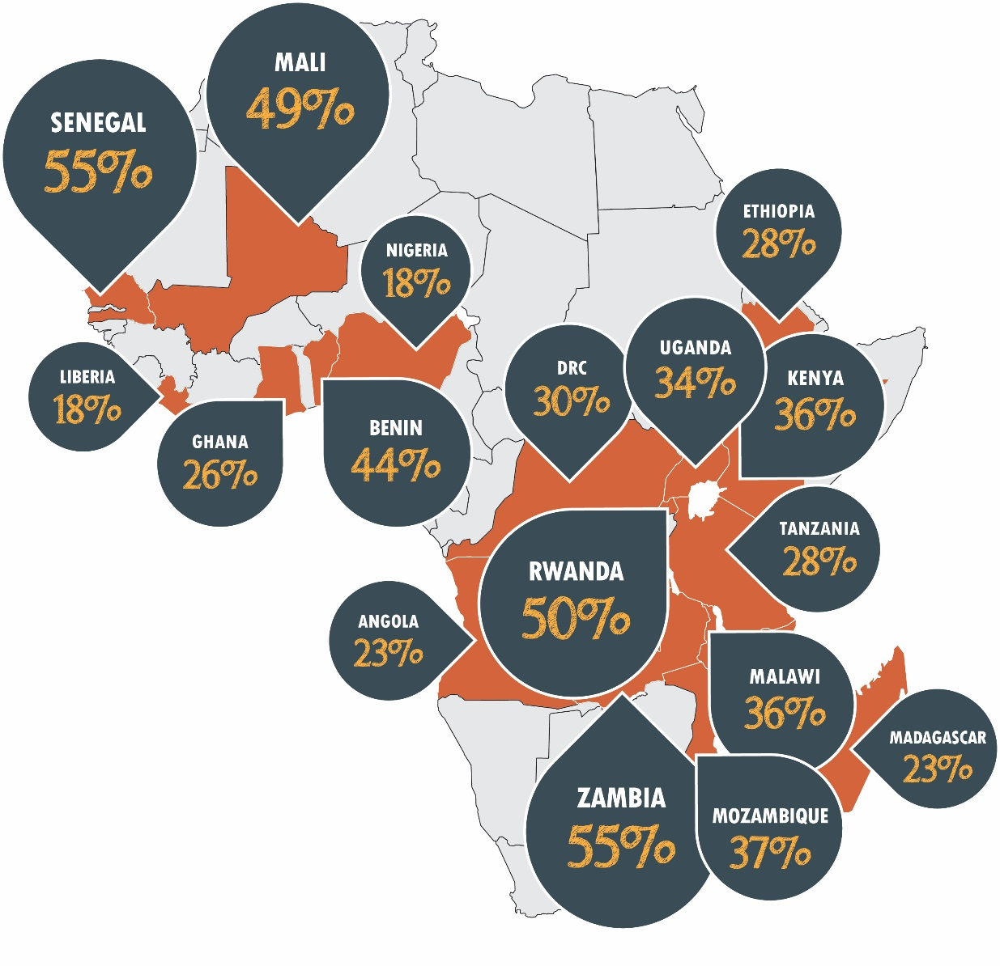 MALI
49%
SENEGAL
55%
ETHIOPIA
28%
NIGERIA
18%
UGANDA
34%
DRC
30%
KENYA
36%
LIBERIA
18%
GHANA
26%
BENIN
44%
TANZANIA
28%
RWANDA
50%
ANGOLA
23%
MALAWI
36%
MADAGASCAR
23%
ZAMBIA
55%
MOZAMBIQUE
37%